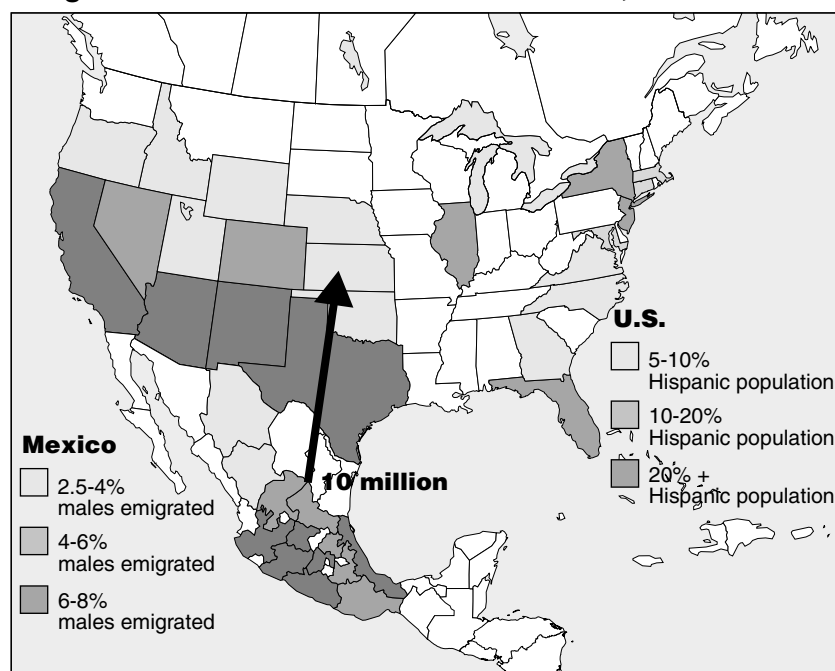 U.S.
5-10%
Hispanic population
10-20%
Hispanic population
20% +
Hispanic population
Mexico
2.5-4%
males emigrated
4-6%
males emigrated
6-8%
males emigrated
10 million